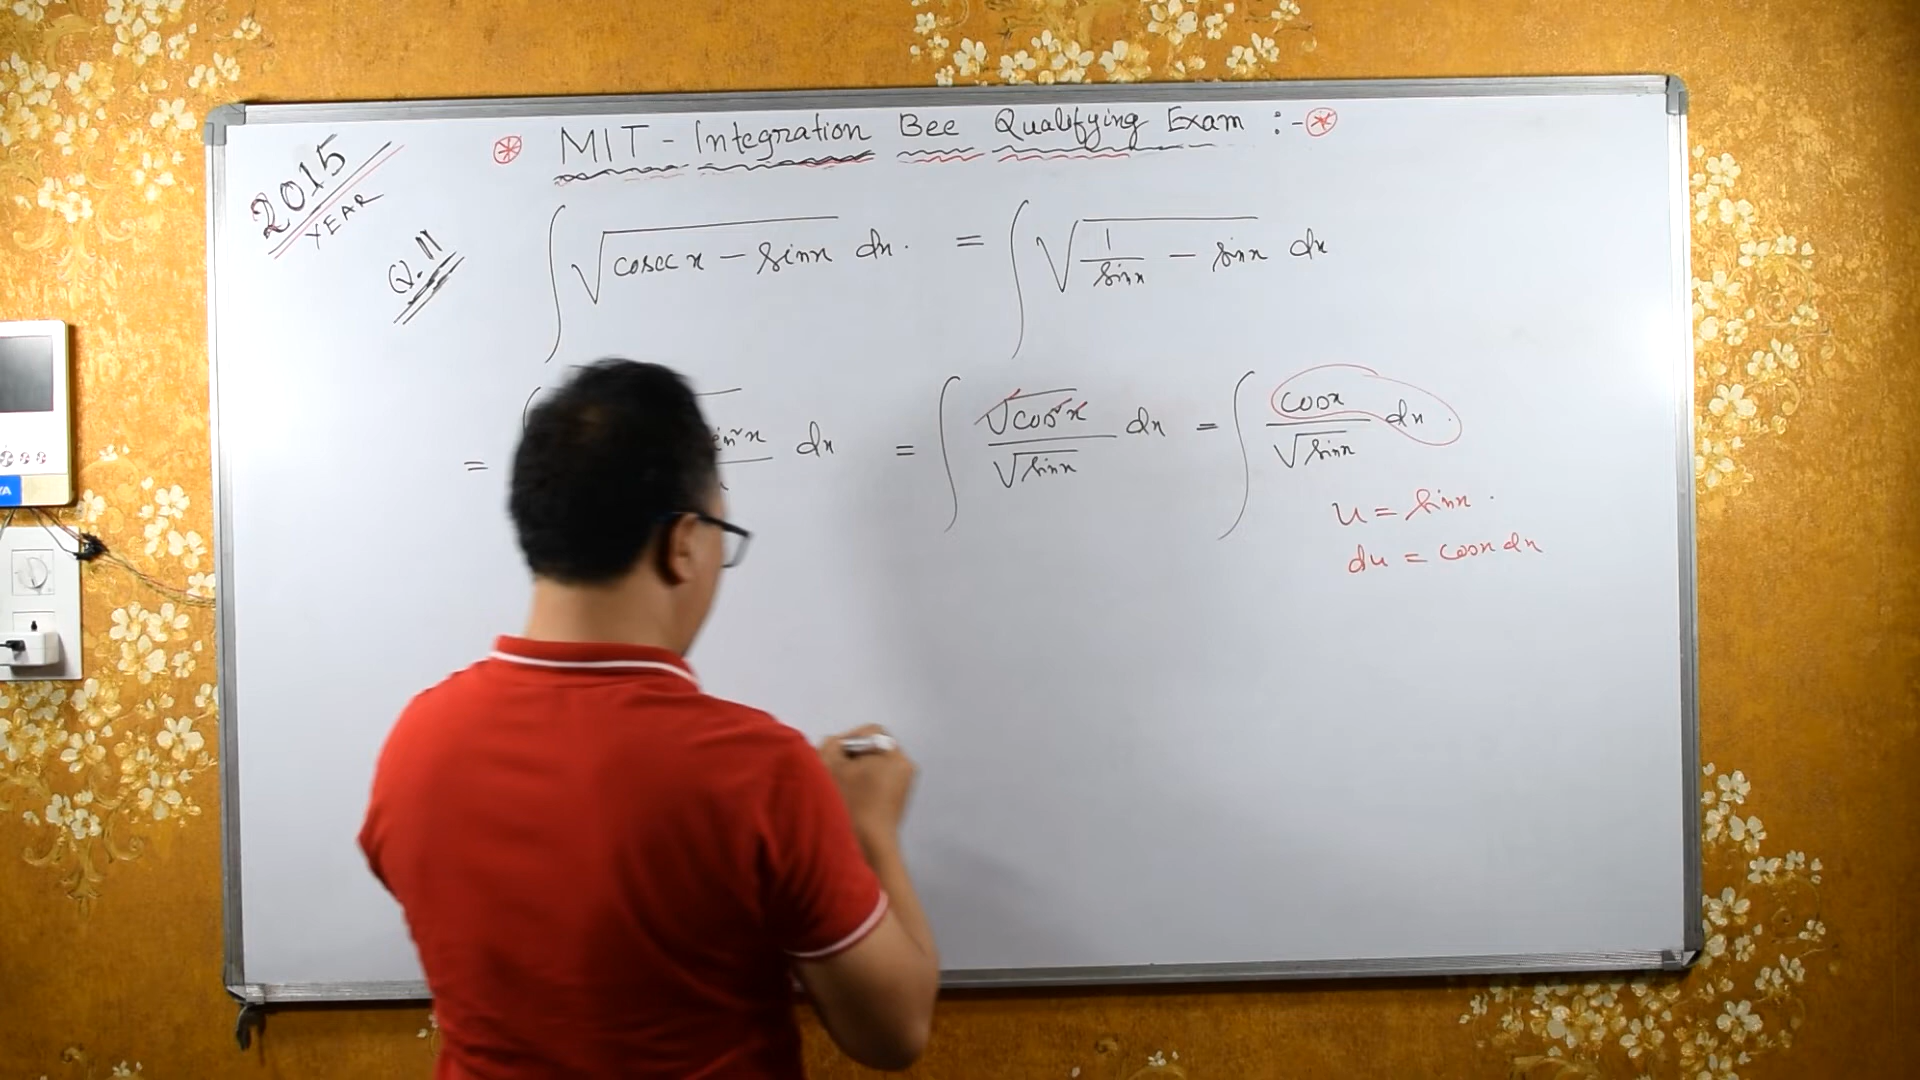 2015
YEAR
MIT - Integration Bee Qualifying Exam :-
Q.11
∫ √(cosec x − sinx) dx. = ∫ √(1/sinx − sinx) dx
= ∫ sin²x dx = ∫ √cos²x/√sinx dx = ∫ cosx/√sinx dx.
u = sinx.
du = cosx dx